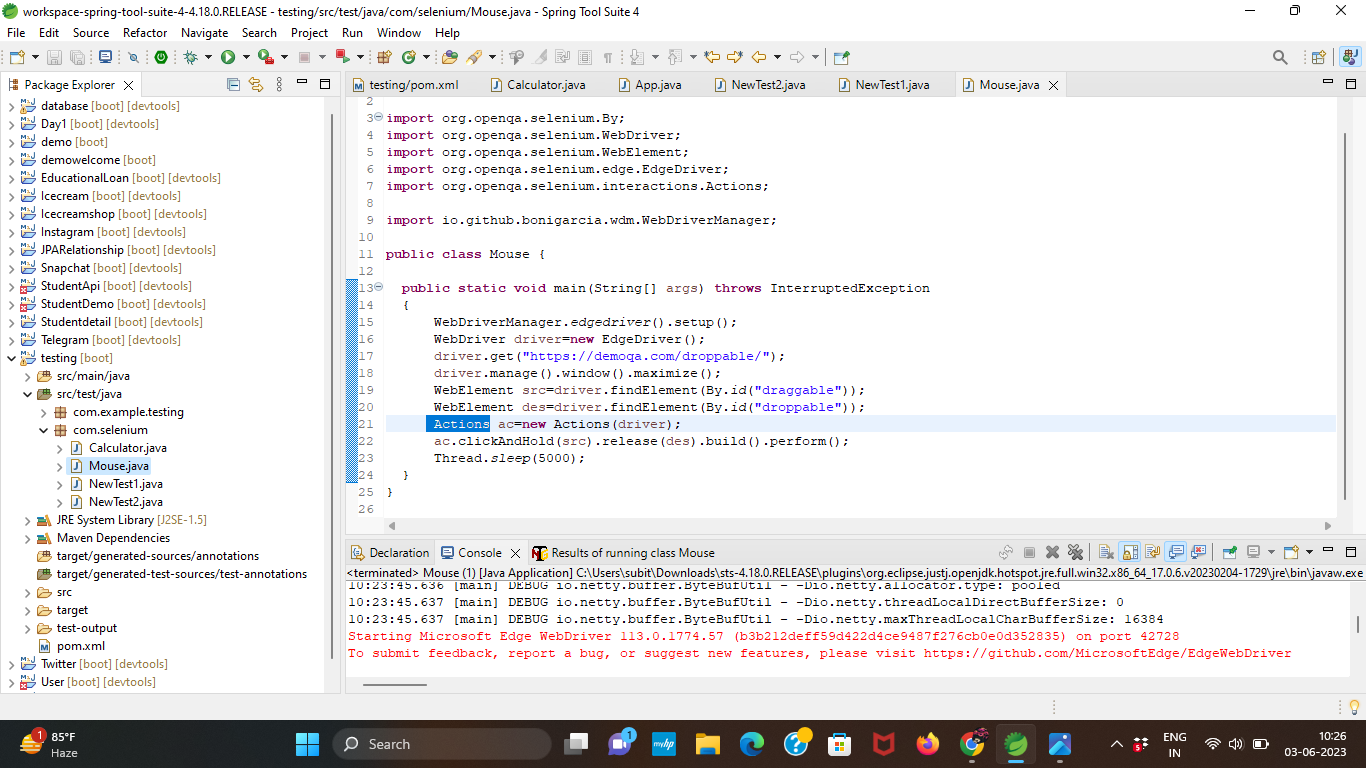 workspace-spring-tool-suite-4-4.18.0.RELEASE - testing/src/test/java/com/selenium/Mouse.java - Spring Tool Suite 4
File Edit Source Refactor Navigate Search Project Run Window Help
Package Explorer
database [boot] [devtools]
Day1 [boot] [devtools]
demo [boot]
demowelcome [boot]
EducationalLoan [boot] [devtools]
Icecream [boot] [devtools]
Icecreamshop [boot] [devtools]
Instagram [boot] [devtools]
JPARelationship [boot] [devtools]
Snapchat [boot] [devtools]
StudentApi [boot] [devtools]
StudentDemo [boot] [devtools]
Studentdetail [boot] [devtools]
Telegram [boot] [devtools]
testing [boot]
src/main/java
src/test/java
com.example.testing
com.selenium
Calculator.java
Mouse.java
NewTest1.java
NewTest2.java
JRE System Library [J2SE-1.5]
Maven Dependencies
target/generated-sources/annotations
target/generated-test-sources/test-annotations
src
target
test-output
pom.xml
Twitter [boot] [devtools]
User [boot] [devtools]
testing/pom.xml Calculator.java App.java NewTest2.java NewTest1.java Mouse.java
2
3 import org.openqa.selenium.By;
4 import org.openqa.selenium.WebDriver;
5 import org.openqa.selenium.WebElement;
6 import org.openqa.selenium.edge.EdgeDriver;
7 import org.openqa.selenium.interactions.Actions;
8
9 import io.github.bonigarcia.wdm.WebDriverManager;
10
11 public class Mouse {
12
13 public static void main(String[] args) throws InterruptedException
14 {
15 WebDriverManager.edgedriver().setup();
16 WebDriver driver=new EdgeDriver();
17 driver.get("https://demoqa.com/droppable/");
18 driver.manage().window().maximize();
19 WebElement src=driver.findElement(By.id("draggable"));
20 WebElement des=driver.findElement(By.id("droppable"));
21 Actions ac=new Actions(driver);
22 ac.clickAndHold(src).release(des).build().perform();
23 Thread.sleep(5000);
24 }
25 }
26
Declaration Console Results of running class Mouse
<terminated> Mouse (1) [Java Application] C:\Users\subit\Downloads\sts-4.18.0.RELEASE\plugins\org.eclipse.justj.openjdk.hotspot.jre.full.win32.x86_64_17.0.6.v20230204-1729\jre\bin\javaw.exe
10:23:45.636 [main] DEBUG io.netty.buffer.ByteBufUtil - -Dio.netty.allocator.type: pooled
10:23:45.637 [main] DEBUG io.netty.buffer.ByteBufUtil - -Dio.netty.threadLocalDirectBufferSize: 0
10:23:45.637 [main] DEBUG io.netty.buffer.ByteBufUtil - -Dio.netty.maxThreadLocalCharBufferSize: 16384
Starting Microsoft Edge WebDriver 113.0.1774.57 (b3b212deff59d422d4ce9487f276cb0e0d352835) on port 42728
To submit feedback, report a bug, or suggest new features, please visit https://github.com/MicrosoftEdge/EdgeWebDriver
1
85°F
Haze
Search
1
2
ENG
IN
10:26
03-06-2023